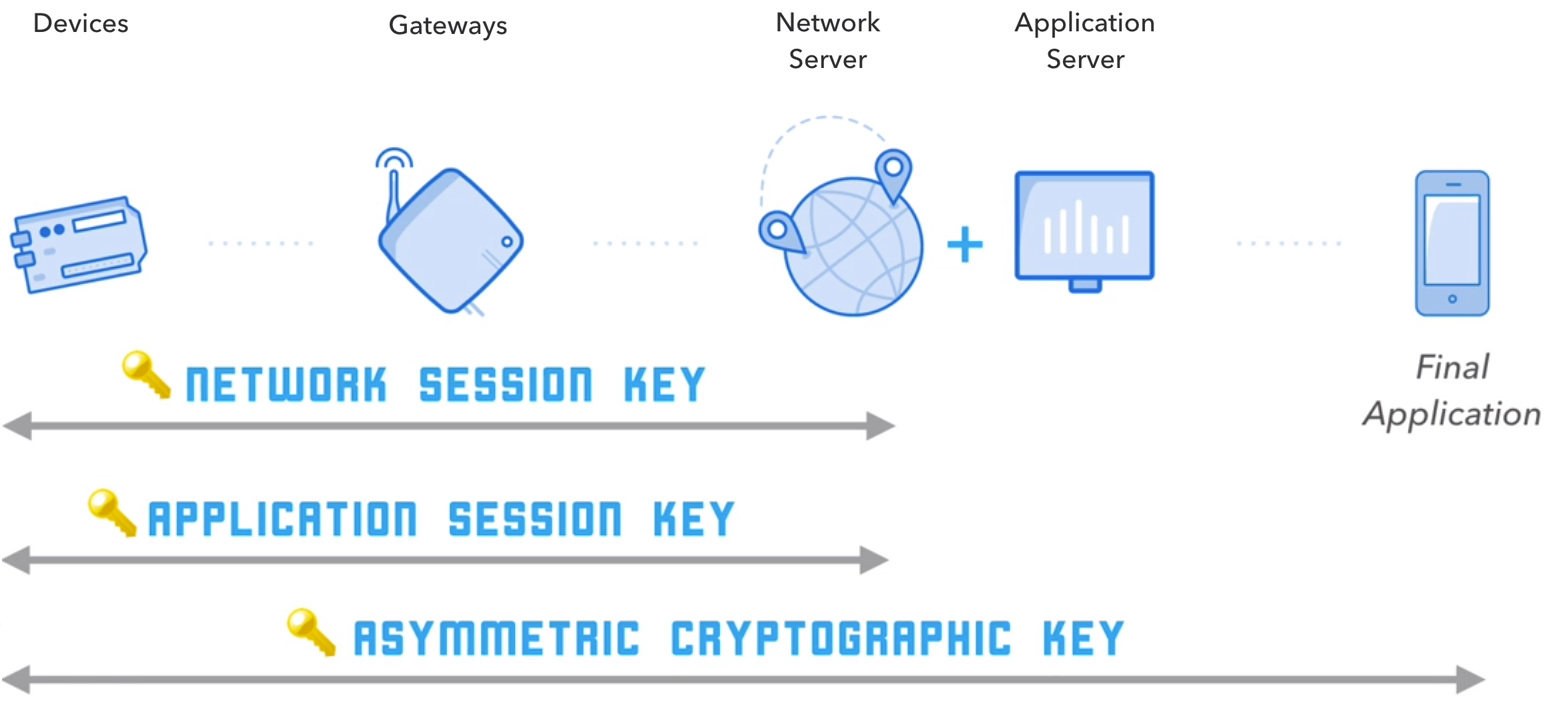 Devices
Gateways
Network
Server
Application
Server
Final
Application
NETWORK SESSION KEY
APPLICATION SESSION KEY
ASYMMETRIC CRYPTOGRAPHIC KEY